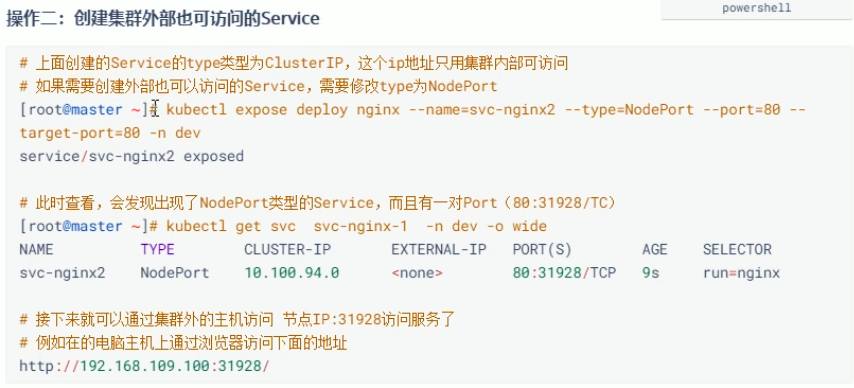 powershell
操作二：创建集群外部也可访问的Service
# 上面创建的Service的type类型为ClusterIP，这个ip地址只用集群内部可访问
# 如果需要创建外部也可以访问的Service，需要修改type为NodePort
[root@master ~]# kubectl expose deploy nginx --name=svc-nginx2 --type=NodePort --port=80 --
target-port=80 -n dev
service/svc-nginx2 exposed
# 此时查看，会发现出现了NodePort类型的Service，而且有一对Port（80:31928/TC）
[root@master ~]# kubectl get svc  svc-nginx-1  -n dev -o wide
NAME TYPE CLUSTER-IP EXTERNAL-IP PORT(S) AGE SELECTOR
svc-nginx2 NodePort 10.100.94.0 <none> 80:31928/TCP 9s run=nginx
# 接下来就可以通过集群外的主机访问 节点IP:31928访问服务了
# 例如在的电脑主机上通过浏览器访问下面的地址
http://192.168.109.100:31928/